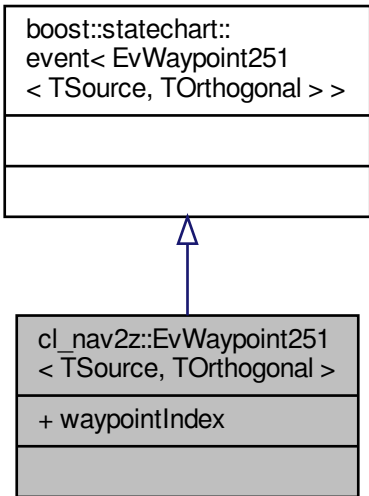 boost::statechart::
event< EvWaypoint251
< TSource, TOrthogonal > >
cl_nav2z::EvWaypoint251
< TSource, TOrthogonal >
+ waypointIndex